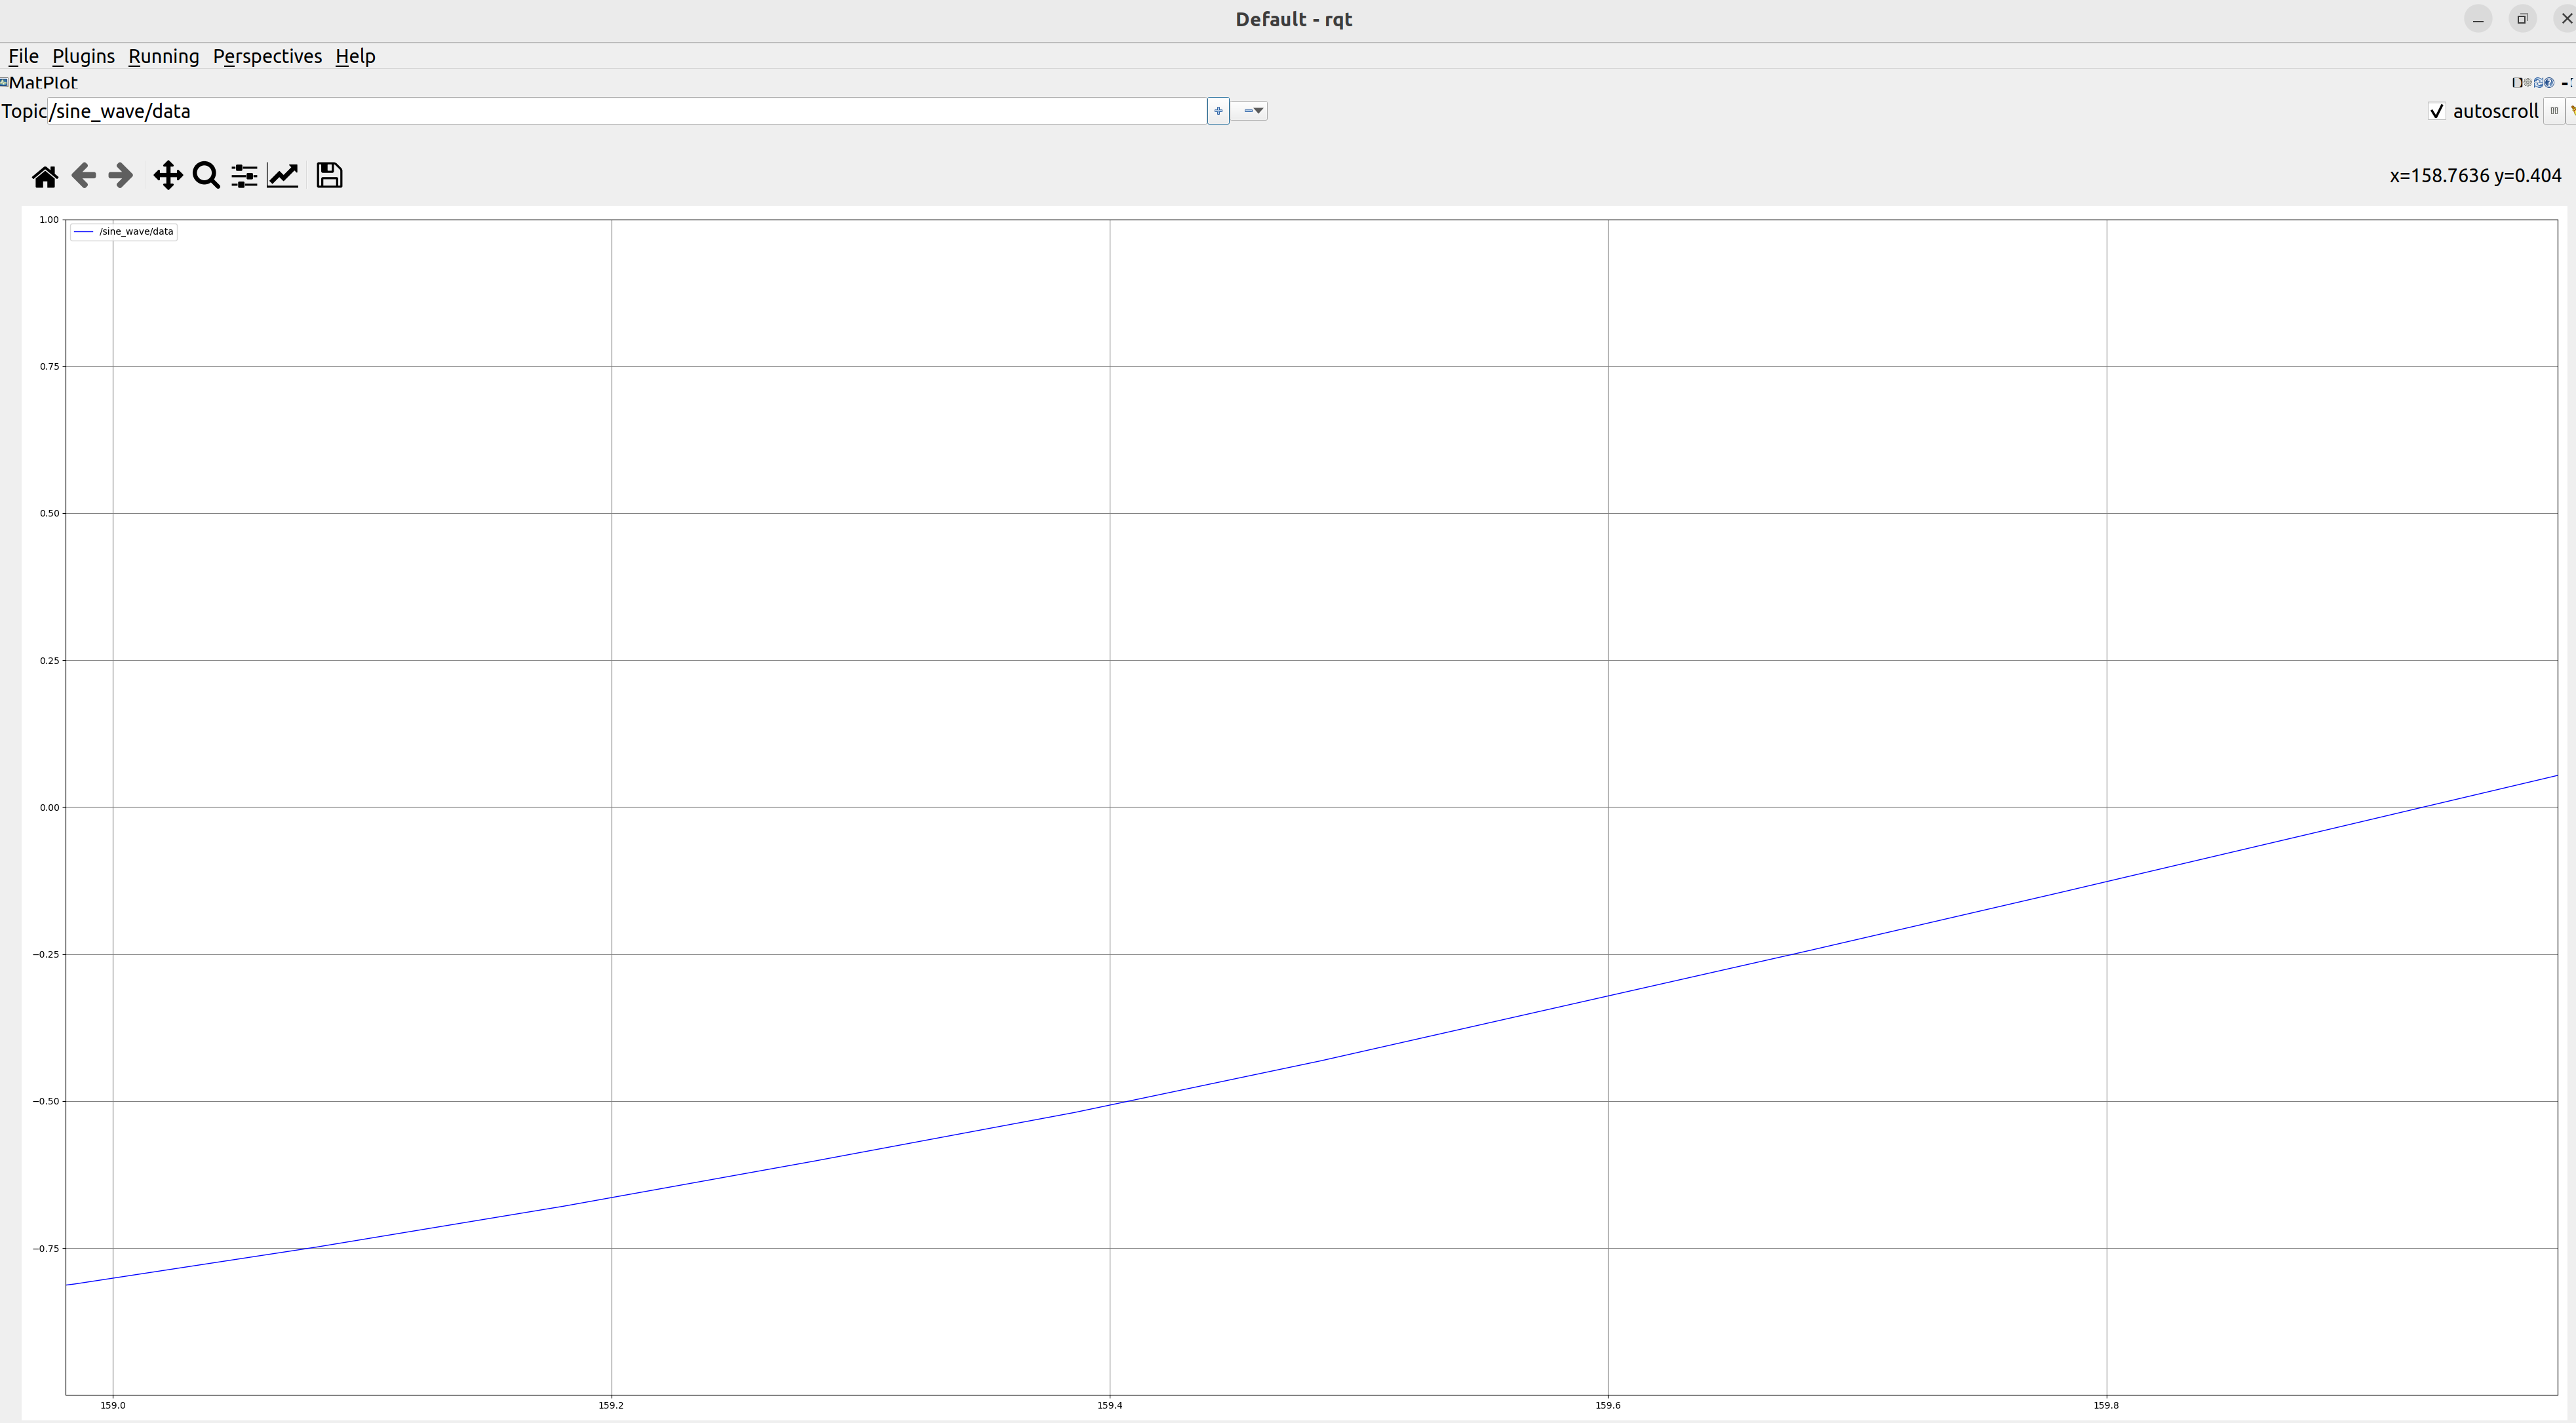 Default - rqt
File Plugins Running Perspectives Help
MatPlot
Topic /sine_wave/data autoscroll
x=158.7636 y=0.404
/sine_wave/data
1.00
0.75
0.50
0.25
0.00
−0.25
−0.50
−0.75
159.0 159.2 159.4 159.6 159.8